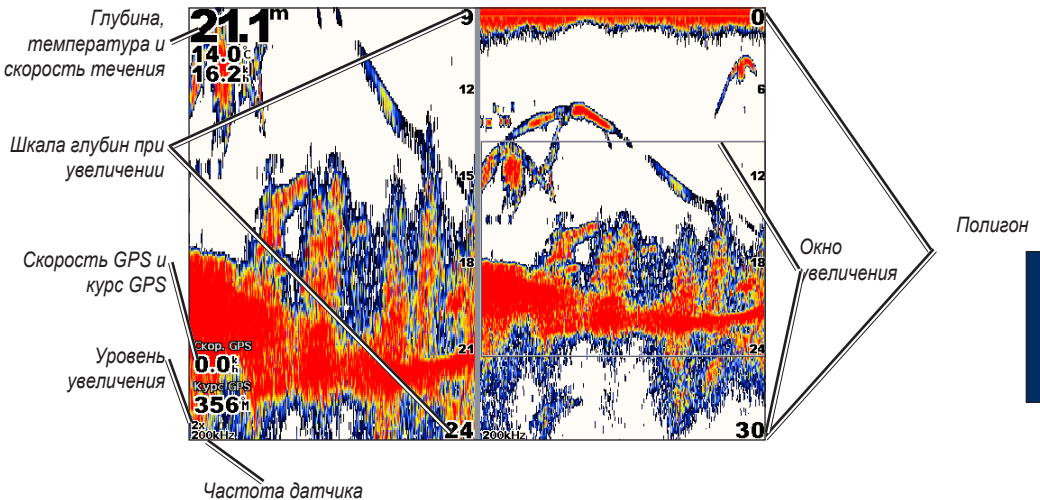 Глубина,
температура и
скорость течения
Шкала глубин при
увеличении
Скорость GPS и
курс GPS
Уровень
увеличения
Частота датчика
21.1m
14.0°C
16.2kh
9
12
15
18
21
24
Скор. GPS
0.0kh
Курс GPS
356°M
2x
200kHz
0
6
1
1
12
18
24
30
200kHz
Окно
увеличения
Полигон